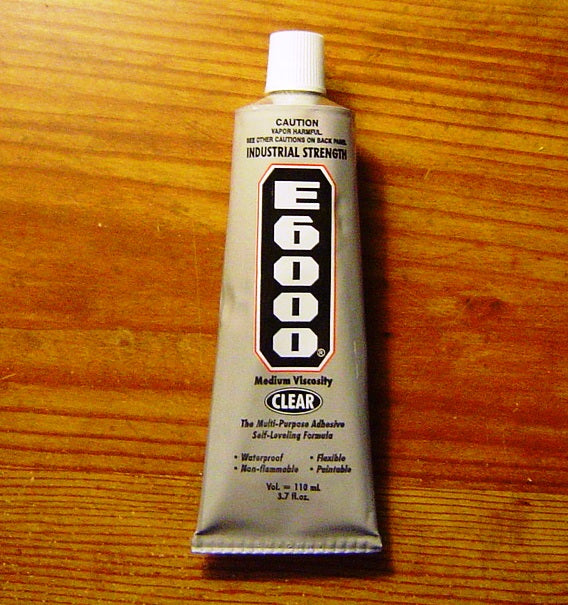 CAUTION
VAPOR HARMFUL.
SEE OTHER CAUTIONS ON BACK PANEL
INDUSTRIAL STRENGTH
E6000®
Medium Viscosity
CLEAR
The Multi-Purpose Adhesive
Self-Leveling Formula
• Waterproof • Flexible
• Non-flammable • Paintable
Vol. = 110 ml.
3.7 fl.oz.